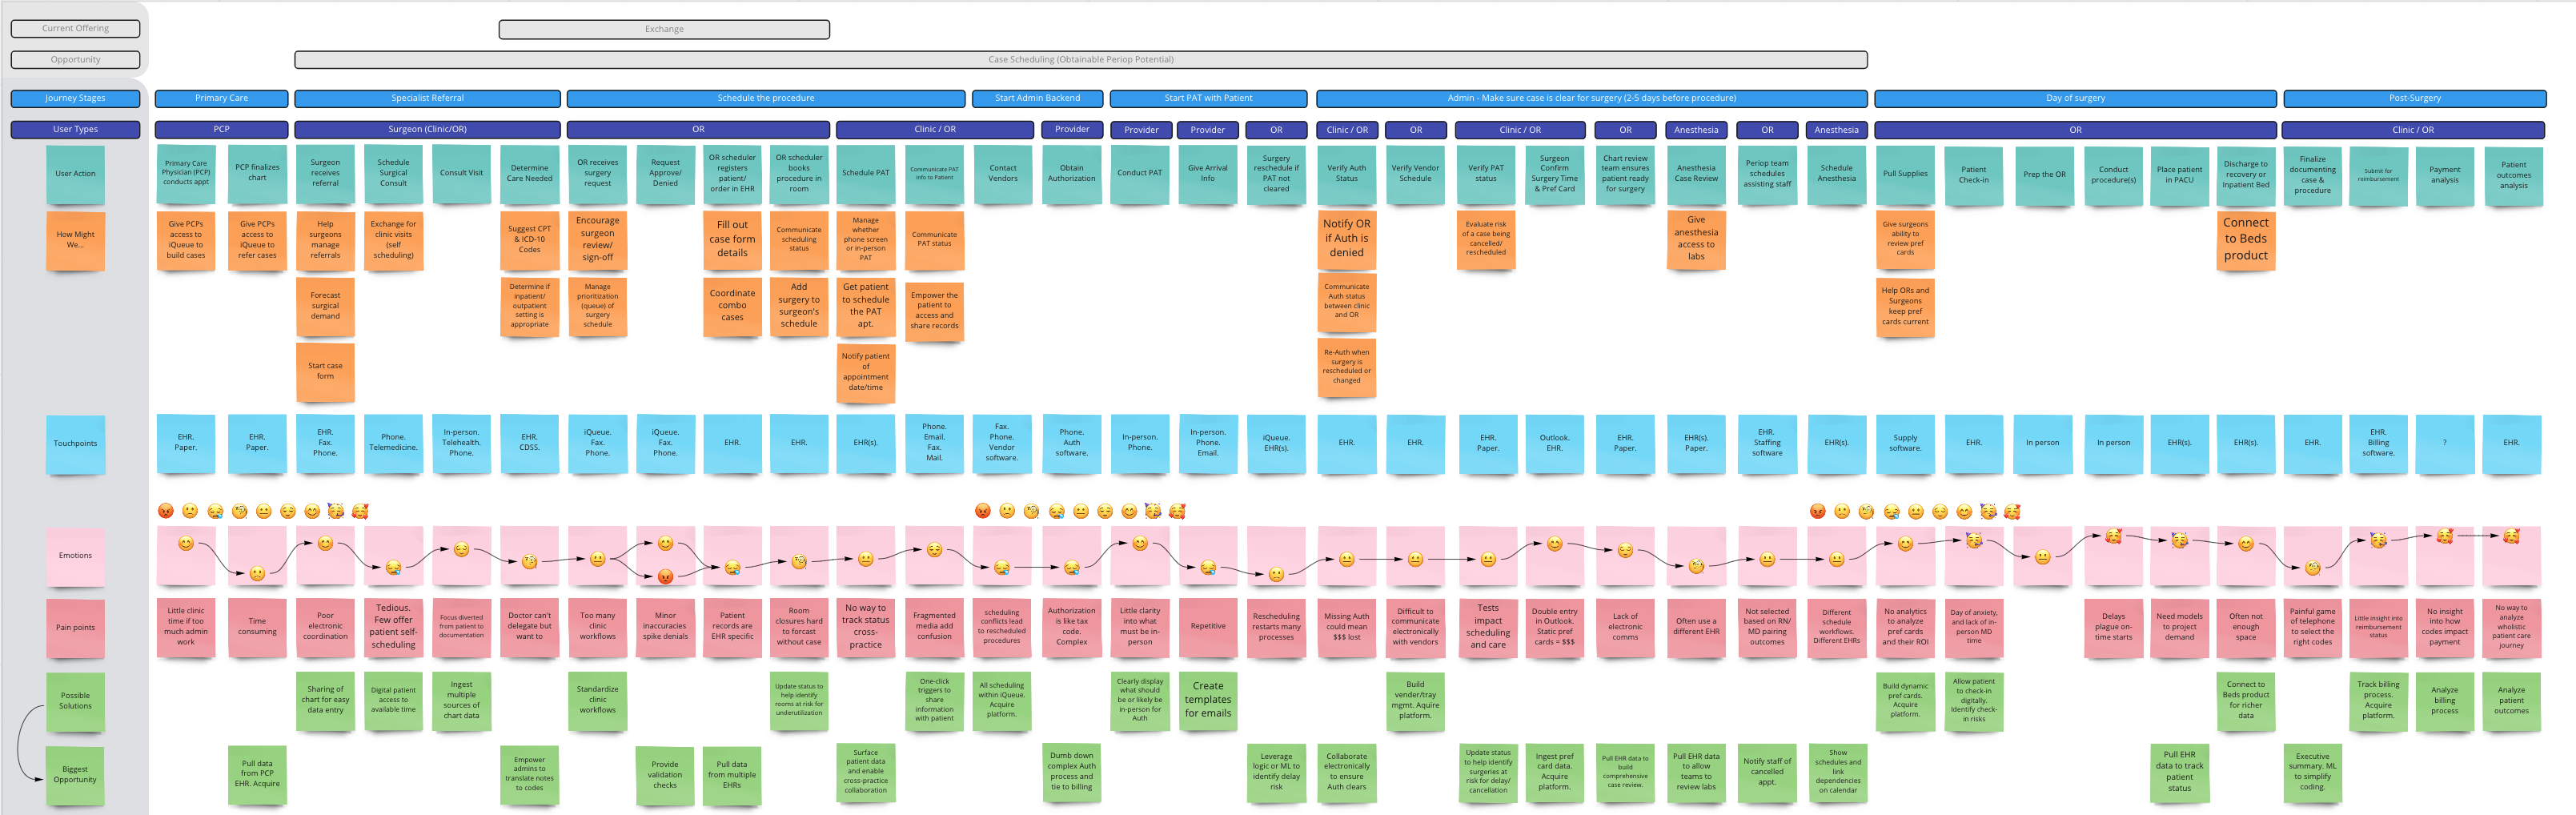 Current Offering
Exchange
Opportunity
Case Scheduling (Obtainable Periop Potential)
Journey Stages
Primary Care
Specialist Referral
Schedule the procedure
Start Admin Backend
Start PAT with Patient
Admin - Make sure case is clear for surgery (2-5 days before procedure)
Day of surgery
Post-Surgery
User Types
PCP
Surgeon (Clinic/OR)
OR
Clinic / OR
Provider
Provider
Provider
OR
Clinic / OR
OR
Clinic / OR
OR
Anesthesia
OR
Anesthesia
OR
Clinic / OR
User Action
Primary Care
Physician (PCP)
conducts appt
PCP finalizes
chart
Surgeon
receives
referral
Schedule
Surgical
Consult
Consult Visit
Determine
Care Needed
OR receives
surgery
request
Request
Approve/
Denied
OR scheduler
registers
patient/
order in EHR
OR scheduler
books
procedure in
room
Schedule PAT
Communicate PAT
info to Patient
Contact
Vendors
Obtain
Authorization
Conduct PAT
Give Arrival
Info
Surgery
reschedule if
PAT not
cleared
Verify Auth
Status
Verify Vendor
Schedule
Verify PAT
status
Surgeon
Confirm
Surgery Time
& Pref Card
Chart review
team ensures
patient ready
for surgery
Anesthesia
Case Review
Periop team
schedules
assisting staff
Schedule
Anesthesia
Pull Supplies
Patient
Check-in
Prep the OR
Conduct
procedure(s)
Place patient
in PACU
Discharge to
recovery or
Inpatient Bed
Finalize
documenting
case &
procedure
Submit for
reimbursement
Payment
analysis
Patient
outcomes
analysis
How Might
We...
Give PCPs
access to
iQueue to
build cases
Give PCPs
access to
iQueue to
refer cases
Help
surgeons
manage
referrals
Exchange for
clinic visits
(self
scheduling)
Suggest CPT
& ICD-10
Codes
Encourage
surgeon
review/
sign-off
Fill out
case form
details
Communicate
scheduling
status
Manage
whether
phone screen
or in-person
PAT
Communicate
PAT status
Notify OR
if Auth is
denied
Evaluate risk
of a case being
cancelled/
rescheduled
Give
anesthesia
access to
labs
Give surgeons
ability to
review pref
cards
Connect
to Beds
product
Forecast
surgical
demand
Determine if
inpatient/
outpatient
setting is
appropriate
Manage
prioritization
(queue) of
surgery
schedule
Coordinate
combo
cases
Add
surgery to
surgeon's
schedule
Get patient
to schedule
the PAT
apt.
Empower the
patient to
access and
share records
Communicate
Auth status
between clinic
and OR
Help ORs and
Surgeons
keep pref
cards current
Start case
form
Notify patient
of
appointment
date/time
Re-Auth when
surgery is
rescheduled or
changed
Touchpoints
EHR.
Paper.
EHR.
Paper.
EHR.
Fax.
Phone.
Phone.
Telemedicine.
In-person.
Telehealth.
Phone.
EHR.
CDSS.
iQueue.
Fax.
Phone.
iQueue.
Fax.
Phone.
EHR.
EHR.
EHR(s).
Phone.
Email.
Fax.
Mail.
Fax.
Phone.
Vendor
software.
Phone.
Auth
software.
In-person.
Phone.
In-person.
Phone.
Email.
iQueue.
EHR(s).
EHR.
EHR.
EHR.
Paper.
Outlook.
EHR.
EHR.
Paper.
EHR(s).
Paper.
EHR.
Staffing
software
EHR(s).
Supply
software.
EHR.
In person
In person
EHR(s).
EHR(s).
EHR.
EHR.
Billing
software.
?
EHR.
Emotions
Pain points
Little clinic
time if too
much admin
work
Time
consuming
Poor
electronic
coordination
Tedious.
Few offer
patient self-
scheduling
Focus diverted
from patient to
documentation
Doctor can't
delegate but
want to
Too many
clinic
workflows
Minor
inaccuracies
spike denials
Patient
records are
EHR specific
Room
closures hard
to forcast
without case
No way to
track status
cross-
practice
Fragmented
media add
confusion
scheduling
conflicts lead
to rescheduled
procedures
Authorization
is like tax
code.
Complex
Little clarity
into what
must be in-
person
Repetitive
Rescheduling
restarts many
processes
Missing Auth
could mean
$$$ lost
Difficult to
communicate
electronically
with vendors
Tests
impact
scheduling
and care
Double entry
in Outlook.
Static pref
cards = $$$
Lack of
electronic
comms
Often use a
different EHR
Not selected
based on RN/
MD pairing
outcomes
Different
schedule
workflows.
Different EHRs
No analytics
to analyze
pref cards
and their ROI
Day of anxiety,
and lack of in-
person MD
time
Delays
plague on-
time starts
Need models
to project
demand
Often not
enough
space
Painful game
of telephone
to select the
right codes
Little insight into
reimbursement
status
No insight
into how
codes impact
payment
No way to
analyze
wholistic
patient care
journey
Possible
Solutions
Sharing of
chart for easy
data entry
Digital patient
access to
available time
Ingest
multiple
sources of
chart data
Standardize
clinic
workflows
Update status to
help identify
rooms at risk for
underutilization
One-click
triggers to
share
information
with patient
All scheduling
within iQueue.
Acquire
platform.
Clearly display
what should
be or likely be
in-person for
Auth
Create
templates
for emails
Build
vender/tray
mgmt. Aquire
platform.
Build dynamic
pref cards.
Acquire
platform.
Allow patient
to check-in
digitally.
Identify check-
in risks
Connect to
Beds product
for richer
data
Track billing
process.
Acquire
platform.
Analyze
billing
process
Analyze
patient
outcomes
Biggest
Opportunity
Pull data
from PCP
EHR. Acquire
Empower
admins to
translate notes
to codes
Provide
validation
checks
Pull data
from multiple
EHRs
Surface
patient data
and enable
cross-practice
collaboration
Dumb down
complex Auth
process and
tie to billing
Leverage
logic or ML to
identify delay
risk
Collaborate
electronically
to ensure
Auth clears
Update status
to help identify
surgeries at
risk for delay/
cancellation
Ingest pref
card data.
Acquire
platform.
Pull EHR data to
build
comprehensive
case review.
Pull EHR data
to allow
teams to
review labs
Notify staff of
cancelled
appt.
Show
schedules and
link
dependencies
on calendar
Pull EHR
data to track
patient
status
Executive
summary. ML
to simplify
coding.